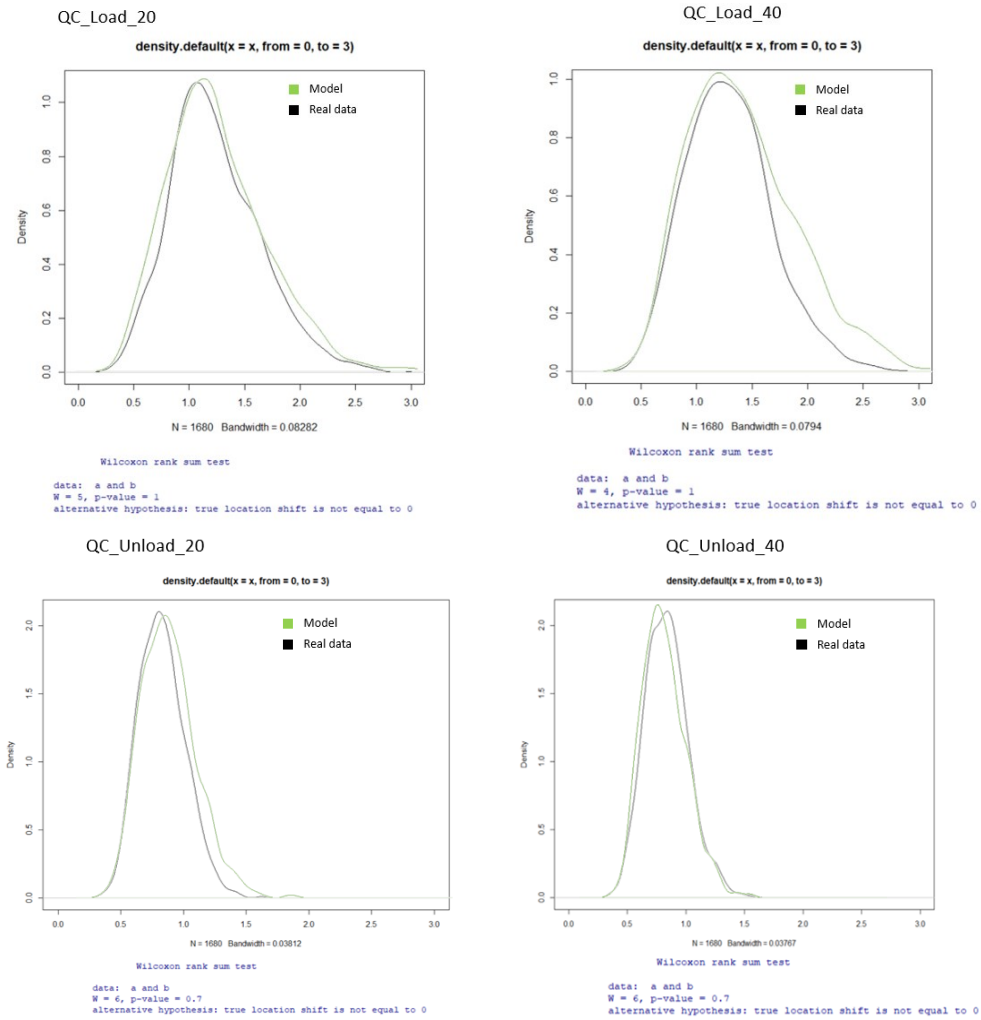 QC_Load_20
density.default(x = x, from = 0, to = 3)
Model
Real data
Density
0.0 0.2 0.4 0.6 0.8 1.0
0.0 0.5 1.0 1.5 2.0 2.5 3.0
N = 1680 Bandwidth = 0.08282
Wilcoxon rank sum test
data: a and b
W = 5, p-value = 1
alternative hypothesis: true location shift is not equal to 0
QC_Load_40
density.default(x = x, from = 0, to = 3)
Model
Real data
Density
0.0 0.2 0.4 0.6 0.8 1.0
0.0 0.5 1.0 1.5 2.0 2.5 3.0
N = 1680 Bandwidth = 0.0794
Wilcoxon rank sum test
data: a and b
W = 4, p-value = 1
alternative hypothesis: true location shift is not equal to 0
QC_Unload_20
density.default(x = x, from = 0, to = 3)
Model
Real data
Density
0.0 0.5 1.0 1.5 2.0
0.0 0.5 1.0 1.5 2.0 2.5 3.0
N = 1680 Bandwidth = 0.03812
Wilcoxon rank sum test
data: a and b
W = 6, p-value = 0.7
alternative hypothesis: true location shift is not equal to 0
QC_Unload_40
density.default(x = x, from = 0, to = 3)
Model
Real data
Density
0.0 0.5 1.0 1.5 2.0
0.0 0.5 1.0 1.5 2.0 2.5 3.0
N = 1680 Bandwidth = 0.03767
Wilcoxon rank sum test
data: a and b
W = 6, p-value = 0.7
alternative hypothesis: true location shift is not equal to 0